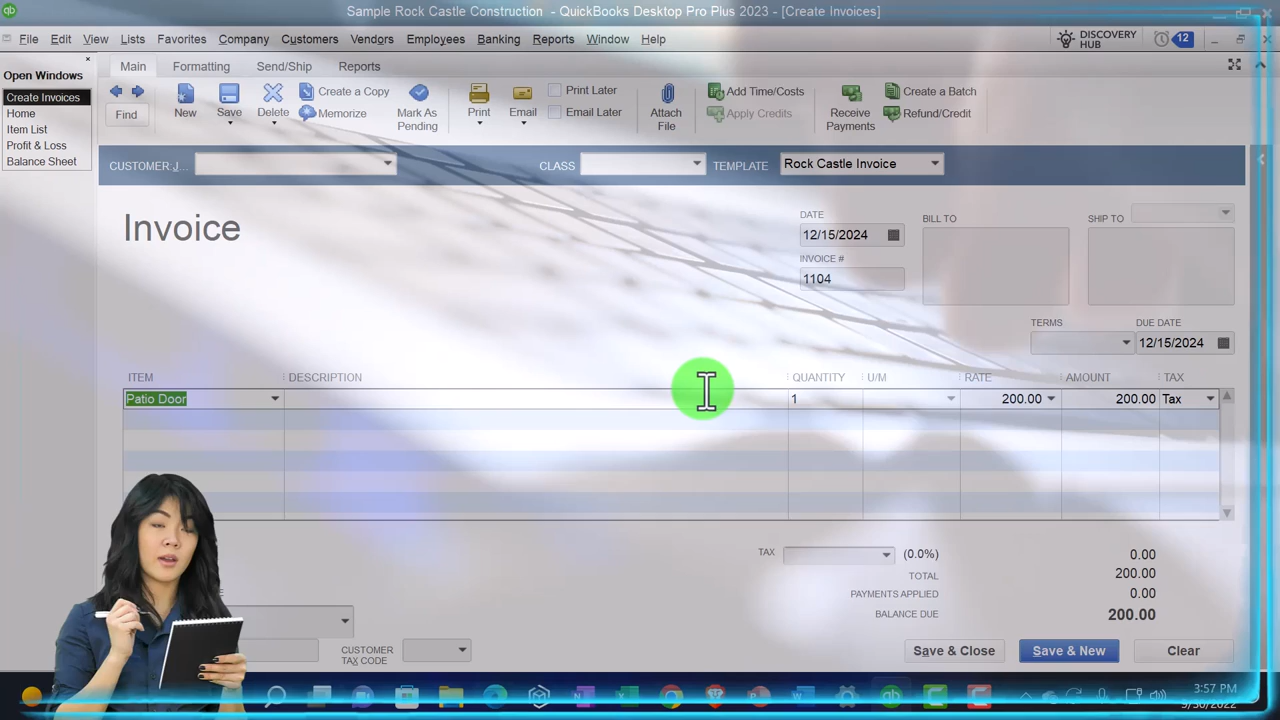 Sample Rock Castle Construction - QuickBooks Desktop Pro Plus 2023 - [Create Invoices]
File Edit View Lists Favorites Company Customers Vendors Employees Banking Reports Window Help
DISCOVERY HUB 12
Open Windows
Create Invoices
Home
Item List
Profit & Loss
Balance Sheet
Main Formatting Send/Ship Reports
Find
New
Save
Delete
Create a Copy
Memorize
Mark As Pending
Print
Email
Print Later
Email Later
Attach File
Add Time/Costs
Apply Credits
Receive Payments
Create a Batch
Refund/Credit
CUSTOMER:J... CLASS TEMPLATE Rock Castle Invoice
Invoice
DATE
12/15/2024
INVOICE #
1104
BILL TO
SHIP TO
TERMS DUE DATE
12/15/2024
ITEM DESCRIPTION QUANTITY U/M RATE AMOUNT TAX
Patio Door 1 200.00 200.00 Tax
TAX (0.0%) 0.00
TOTAL 200.00
PAYMENTS APPLIED 0.00
BALANCE DUE 200.00
CUSTOMER TAX CODE
Save & Close Save & New Clear
3:57 PM
9/30/2022